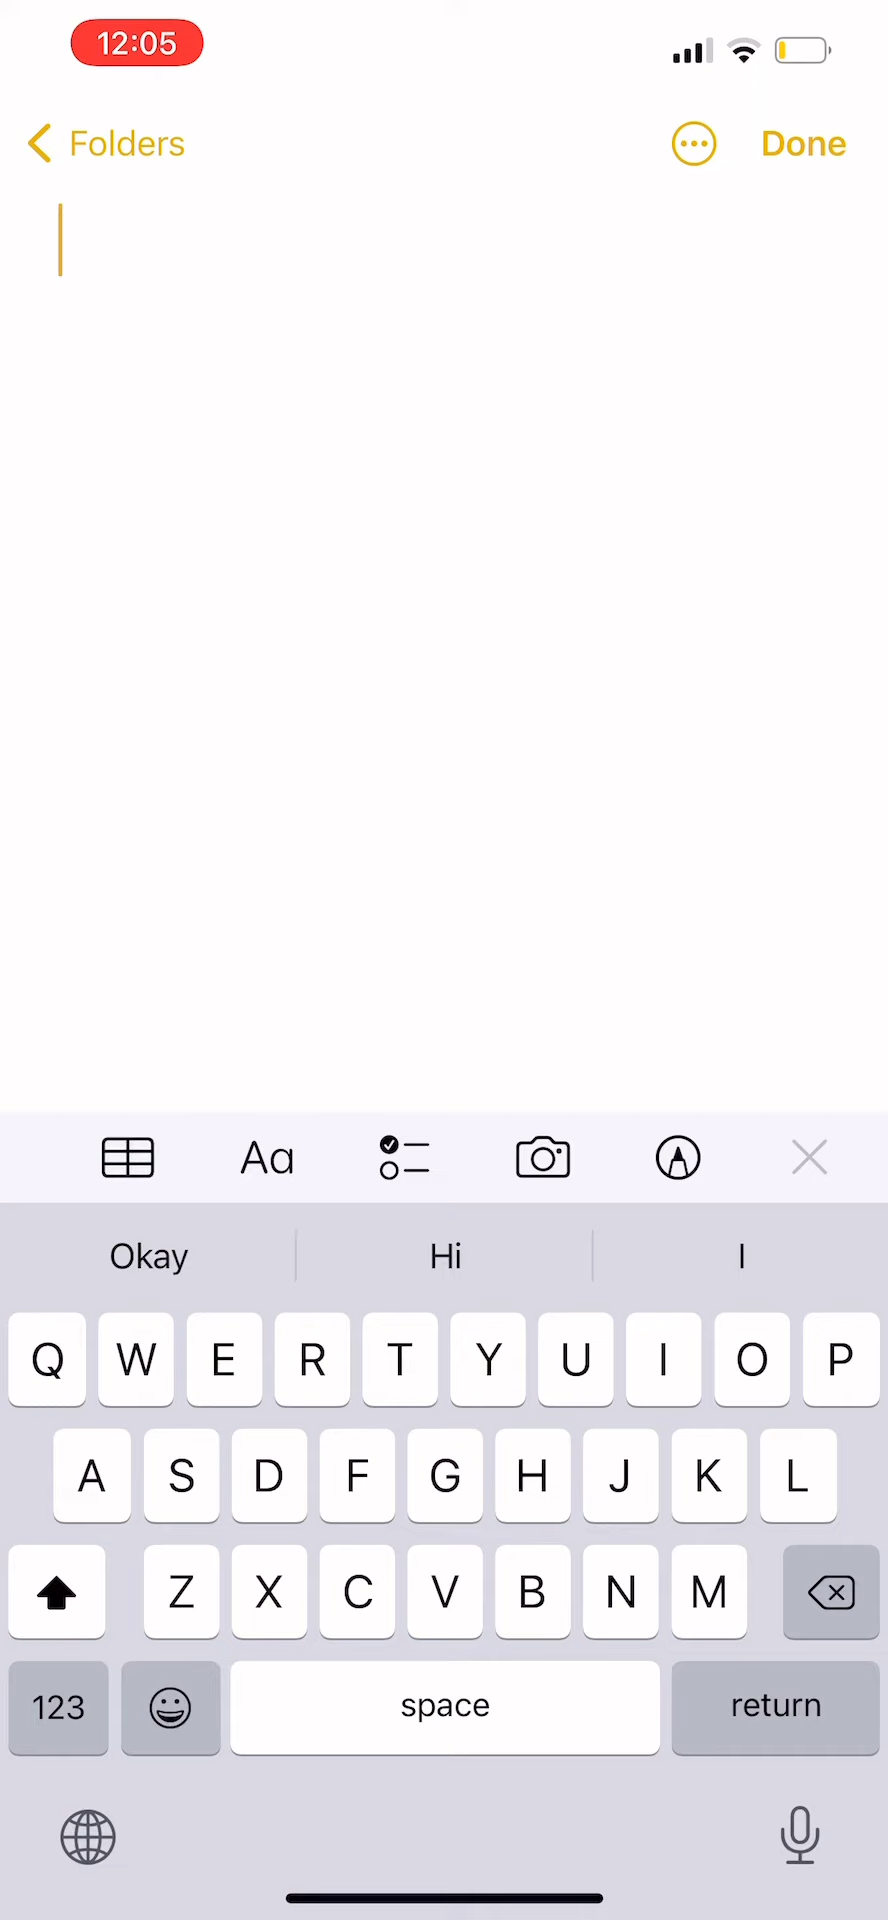 12:05
Folders
Done
Aa
Okay Hi I
Q W E R T Y U I O P
A S D F G H J K L
Z X C V B N M
123 space return